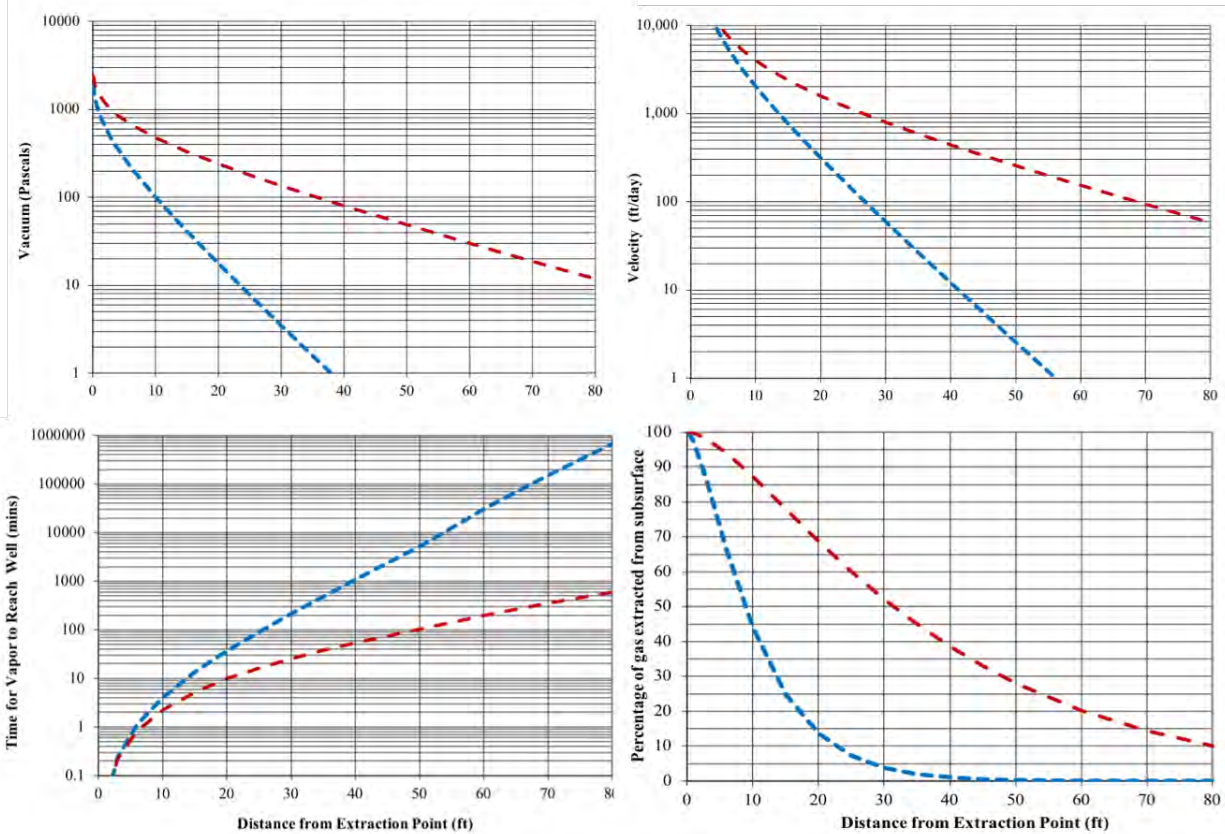 10000
1000
100
10
1
Vacuum (Pascals)
0 10 20 30 40 50 60 70 80
10,000
1,000
100
10
1
Velocity (ft/day)
0 10 20 30 40 50 60 70 80
1000000
100000
10000
1000
100
10
1
0.1
Time for Vapor to Reach Well (mins)
0 10 20 30 40 50 60 70 80
Distance from Extraction Point (ft)
100
90
80
70
60
50
40
30
20
10
0
Percentage of gas extracted from subsurface
0 10 20 30 40 50 60 70 80
Distance from Extraction Point (ft)